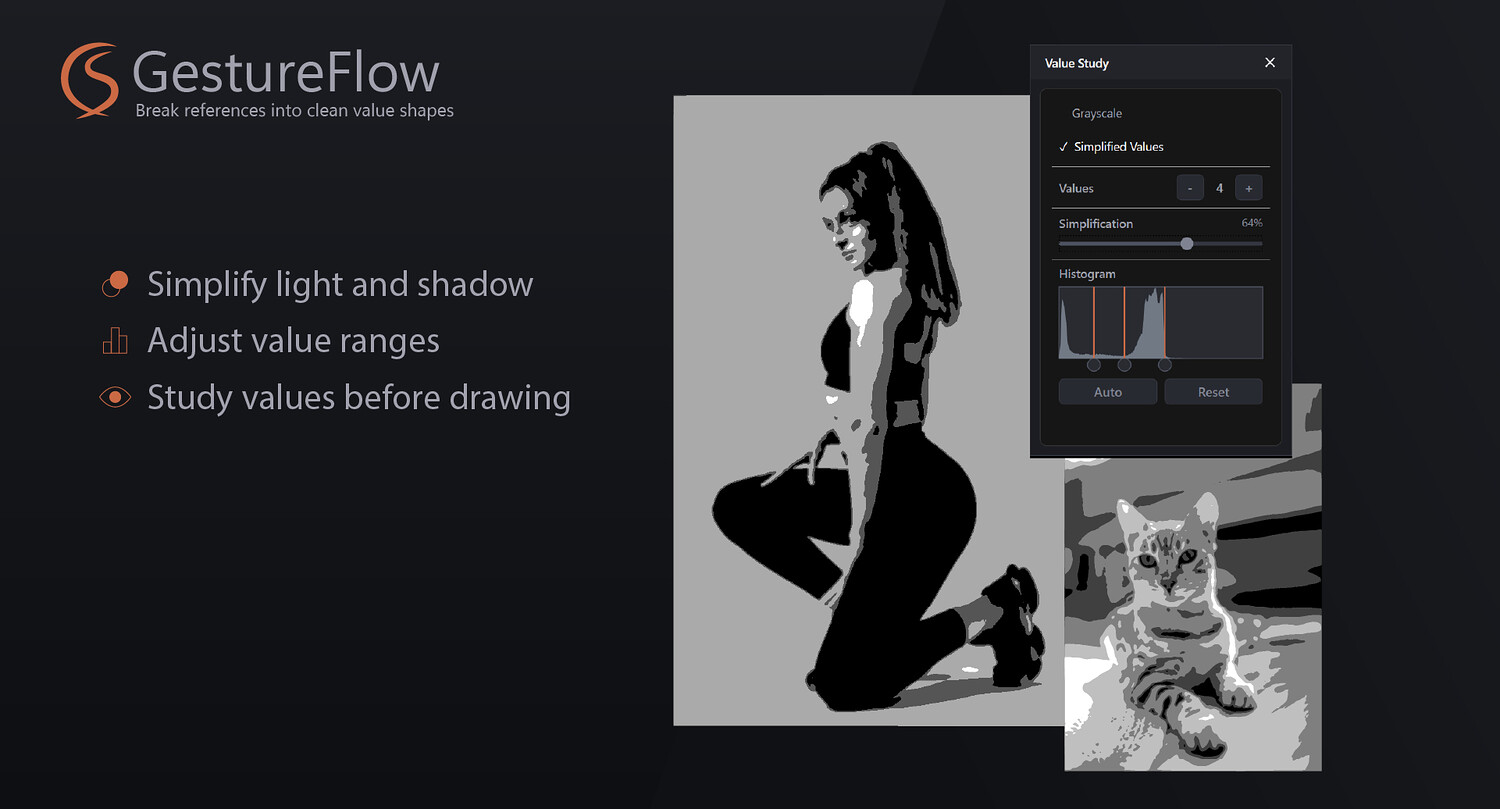 GestureFlow
Break references into clean value shapes
Simplify light and shadow
Adjust value ranges
Study values before drawing
Value Study
Grayscale
✓ Simplified Values
Values - 4 +
Simplification 64%
Histogram
Auto Reset